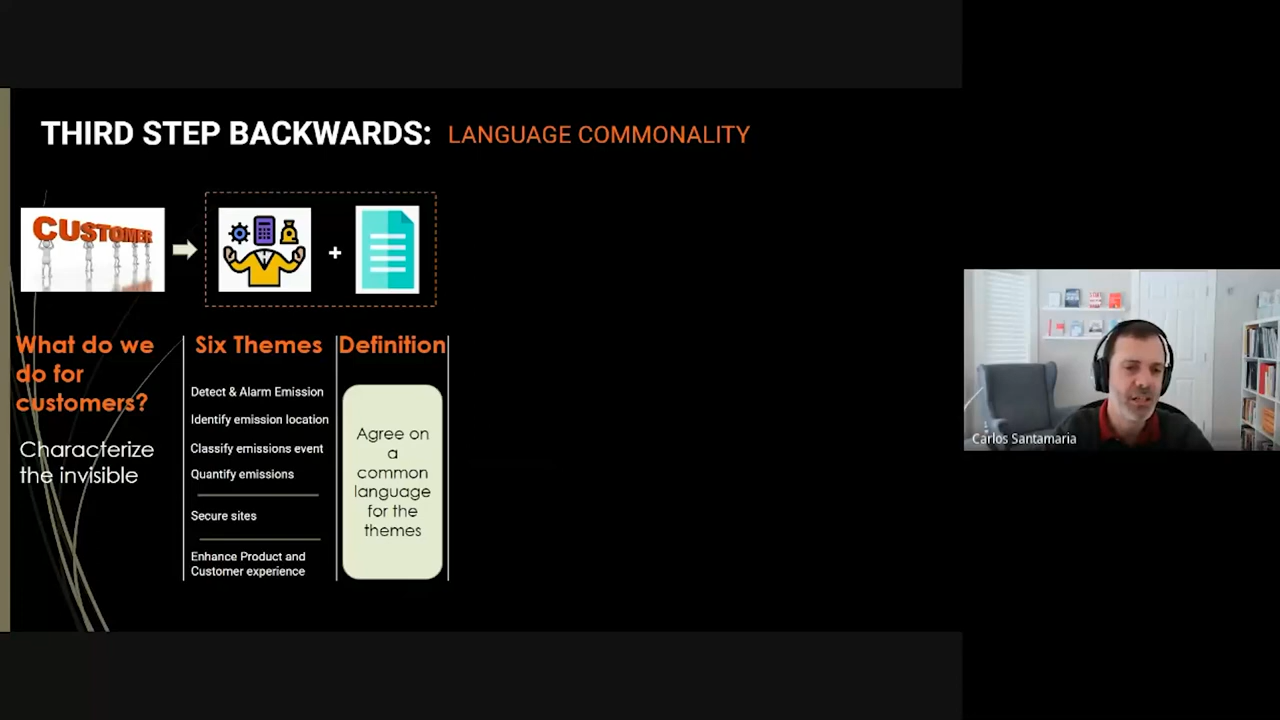 THIRD STEP BACKWARDS: LANGUAGE COMMONALITY
CUSTOMER
+
What do we
do for
customers?
Characterize
the invisible
Six Themes
Detect & Alarm Emission
Identify emission location
Classify emissions event
Quantify emissions
Secure sites
Enhance Product and
Customer experience
Definition
Agree on
a
common
language
for the
themes
Carlos Santamaria